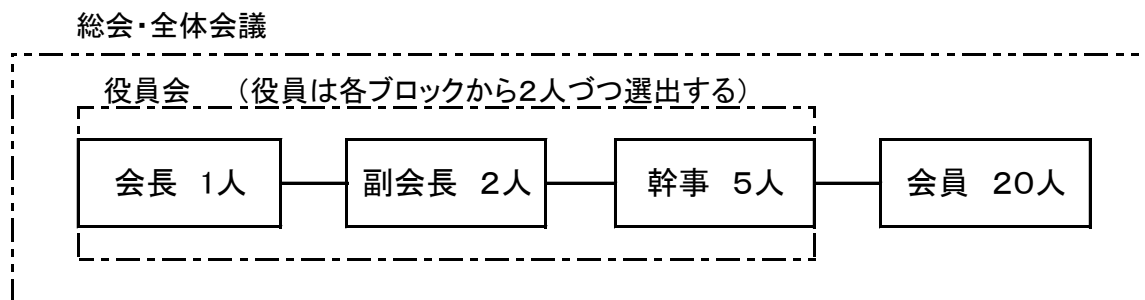 総会・全体会議
役員会　（役員は各ブロックから２人づつ選出する）
会長　1人
副会長　２人
幹事　５人
会員　２０人